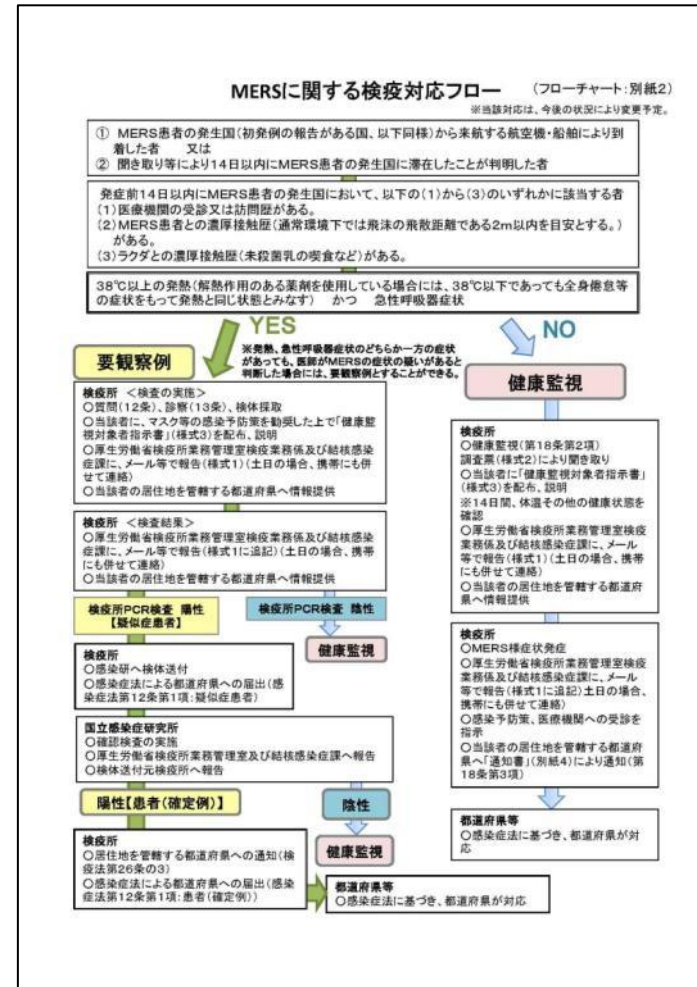 MERSに関する検疫対応フロー
（フローチャート：別紙２）
※当該対応は、今後の状況により変更予定。
① MERS患者の発生国（初発例の報告がある国、以下同様）から来航する航空機・船舶により到
着した者　又は
② 聞き取り等により14日以内にMERS患者の発生国に滞在したことが判明した者
発症前14日以内にMERS患者の発生国において、以下の（1）から（3）のいずれかに該当する者
（1）医療機関の受診又は訪問歴がある。
（2）MERS患者との濃厚接触歴（通常環境下では飛沫の飛散距離である2m以内を目安とする。）
がある。
（3）ラクダとの濃厚接触歴（未殺菌乳の喫食など）がある。
38℃以上の発熱（解熱作用のある薬剤を使用している場合には、38℃以下であっても全身倦怠等
の症状をもって発熱と同じ状態とみなす）　かつ　急性呼吸器症状
YES
NO
要観察例
※発熱、急性呼吸器症状のどちらか一方の症状
があっても、医師がMERSの症状の疑いがあると
判断した場合には、要観察例とすることができる。
検疫所　＜検査の実施＞
○質問（12条）、診察（13条）、検体採取
○当該者に、マスク等の感染予防策を勧奨した上で「健康監
視対象者指示書」（様式3）を配布、説明
○厚生労働省検疫所業務管理室検疫業務係及び結核感染
症課に、メール等で報告（様式1）（土日の場合、携帯にも併
せて連絡）
○当該者の居住地を管轄する都道府県へ情報提供
検疫所　＜検査結果＞
○厚生労働省検疫所業務管理室検疫業務係及び結核感染
症課に、メール等で報告（様式1に追記）（土日の場合、携帯
にも併せて連絡）
○当該者の居住地を管轄する都道府県へ情報提供
検疫所PCR検査　陽性
【疑似症患者】
検疫所PCR検査　陰性
健康監視
検疫所
○感染研へ検体送付
○感染症法による都道府県への届出（感
染症法第12条第1項：疑似症患者）
国立感染症研究所
○確認検査の実施
○厚生労働省検疫所業務管理室及び結核感染症課へ報告
○検体送付元検疫所へ報告
陽性【患者（確定例）】
陰性
健康監視
検疫所
○居住地を管轄する都道府県への通知（検
疫法第26条の3）
○感染症法による都道府県への届出（感染
症法第12条第1項：患者（確定例））
都道府県等
○感染症法に基づき、都道府県が対応
健康監視
検疫所
○健康監視（第18条第2項）
調査票（様式2）により聞き取り
○当該者に「健康監視対象者指示書」
（様式3）を配布、説明
※14日間、体温その他の健康状態を
確認
○厚生労働省検疫所業務管理室検疫
業務係及び結核感染症課に、メール
等で報告（様式1）（土日の場合、携帯
にも併せて連絡）
○当該者の居住地を管轄する都道府
県へ情報提供
検疫所
○MERS様症状発症
○厚生労働省検疫所業務管理室検疫
業務係及び結核感染症課に、メール
等で報告（様式1に追記）土日の場合、
携帯にも併せて連絡）
○感染予防策、医療機関への受診を
指示
○当該者の居住地を管轄する都道府
県へ「通知書」（別紙4）により通知（第
18条第3項）
都道府県等
○感染症法に基づき、都道府県が対
応